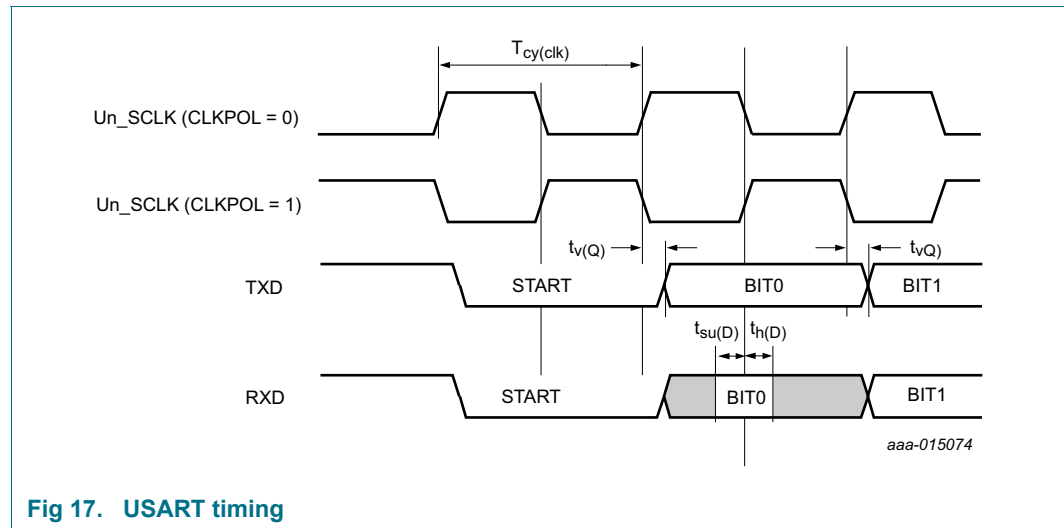 T_cy(clk)
Un_SCLK (CLKPOL = 0)
Un_SCLK (CLKPOL = 1)
t_v(Q)
t_vQ)
TXD
START
BIT0
BIT1
t_su(D)
t_h(D)
RXD
START
BIT0
BIT1
aaa-015074
Fig 17. USART timing